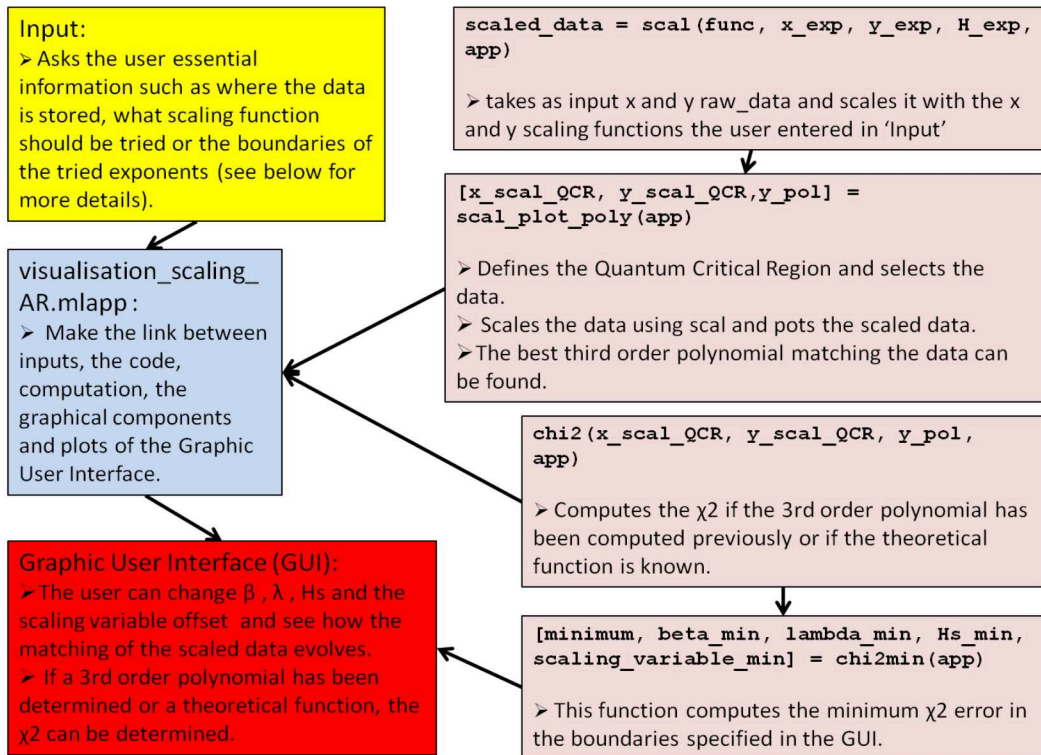 Input:
➢ Asks the user essential
information such as where the data
is stored, what scaling function
should be tried or the boundaries of
the tried exponents (see below for
more details).
visualisation_scaling_
AR.mlapp :
➢ Make the link between
inputs, the code,
computation, the
graphical components
and plots of the Graphic
User Interface.
Graphic User Interface (GUI):
➢The user can change β , λ , Hs and the
scaling variable offset and see how the
matching of the scaled data evolves.
➢ If a 3rd order polynomial has been
determined or a theoretical function, the
χ2 can be determined.
scaled_data = scal(func, x_exp, y_exp, H_exp,
app)
➢ takes as input x and y raw_data and scales it with the x
and y scaling functions the user entered in ‘Input’
[x_scal_QCR, y_scal_QCR,y_pol] =
scal_plot_poly(app)
➢ Defines the Quantum Critical Region and selects the
data.
➢ Scales the data using scal and pots the scaled data.
➢The best third order polynomial matching the data can
be found.
chi2(x_scal_QCR, y_scal_QCR, y_pol,
app)
➢ Computes the χ2 if the 3rd order polynomial has
been computed previously or if the theoretical
function is known.
[minimum, beta_min, lambda_min, Hs_min,
scaling_variable_min] = chi2min(app)
➢ This function computes the minimum χ2 error in
the boundaries specified in the GUI.